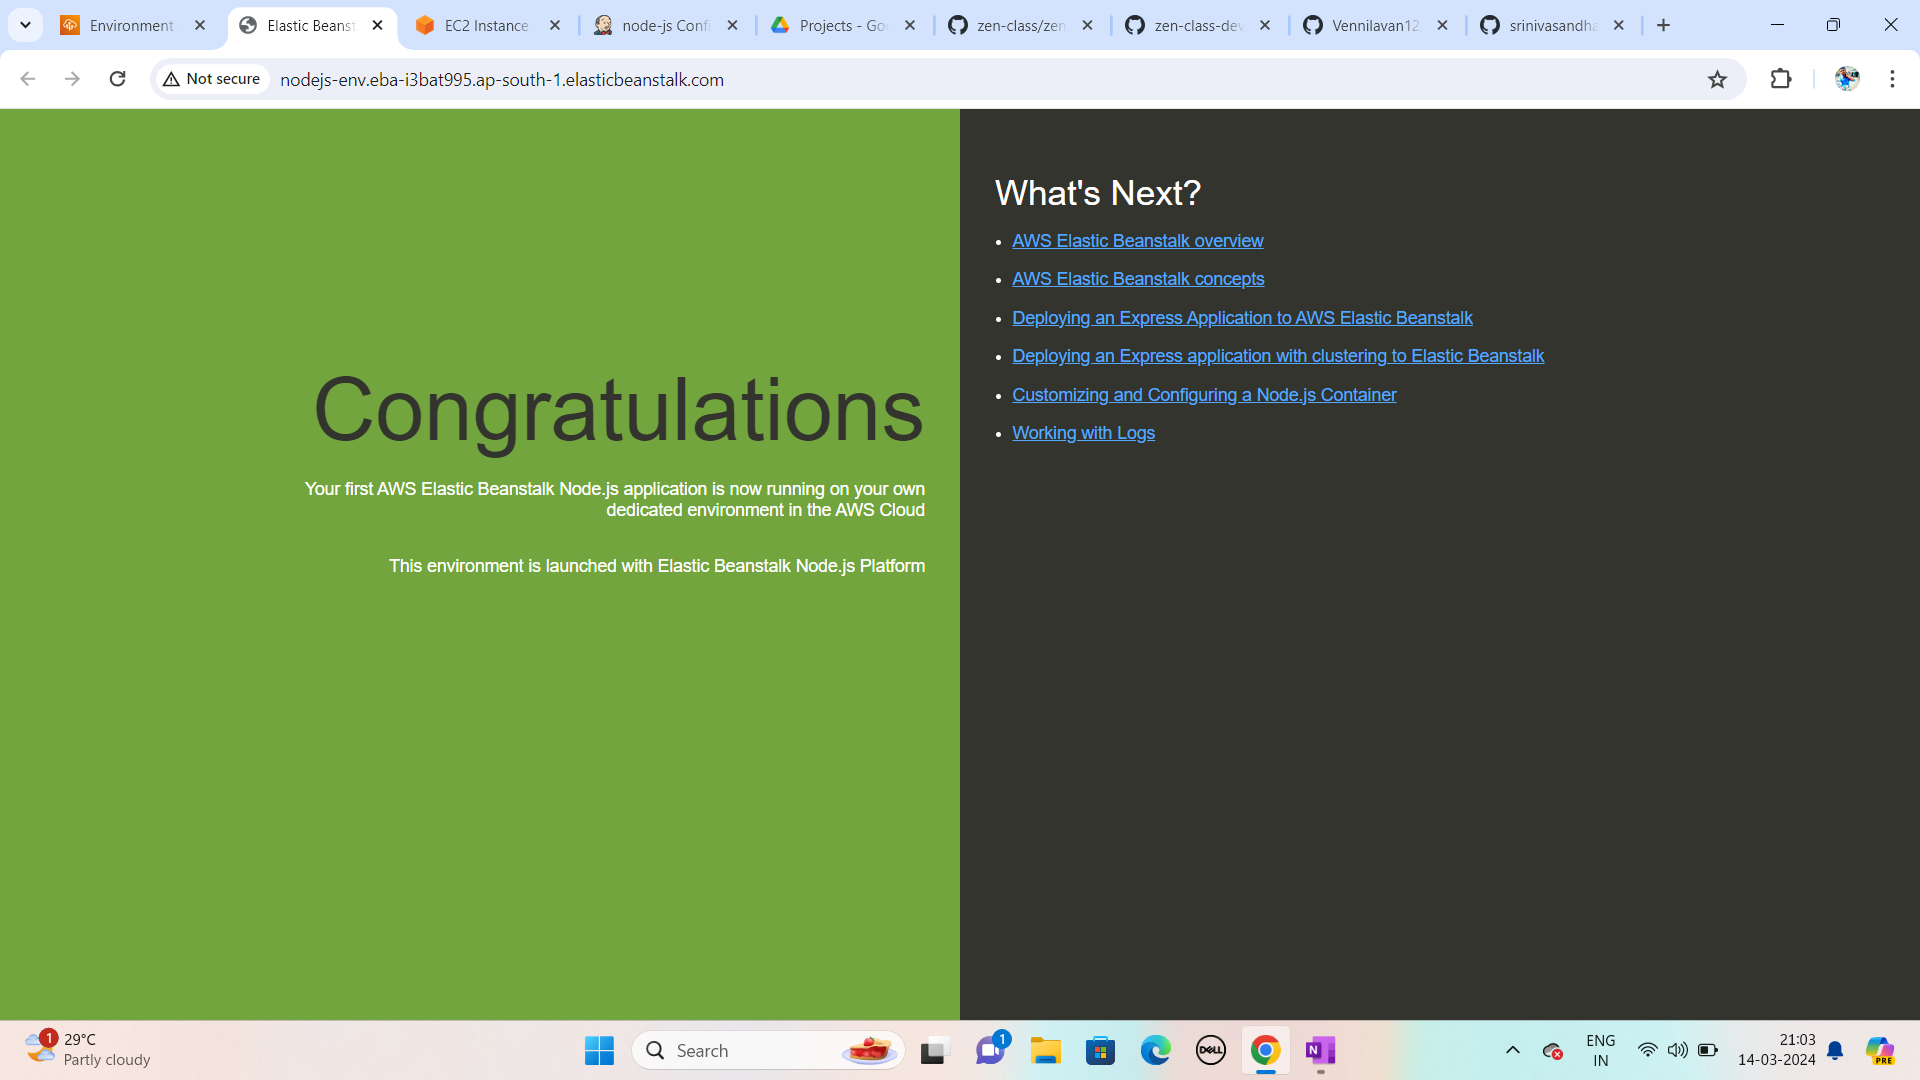 Environment
Elastic Beanst
EC2 Instance
node-js Confi
Projects - Goo
zen-class/zen
zen-class-dev
Vennilavan12
srinivasandha
Not secure
nodejs-env.eba-i3bat995.ap-south-1.elasticbeanstalk.com
Congratulations
Your first AWS Elastic Beanstalk Node.js application is now running on your own
dedicated environment in the AWS Cloud
This environment is launched with Elastic Beanstalk Node.js Platform
What's Next?
AWS Elastic Beanstalk overview
AWS Elastic Beanstalk concepts
Deploying an Express Application to AWS Elastic Beanstalk
Deploying an Express application with clustering to Elastic Beanstalk
Customizing and Configuring a Node.js Container
Working with Logs
1
29°C
Partly cloudy
Search
1
DELL
N
ENG
IN
21:03
14-03-2024
PRE